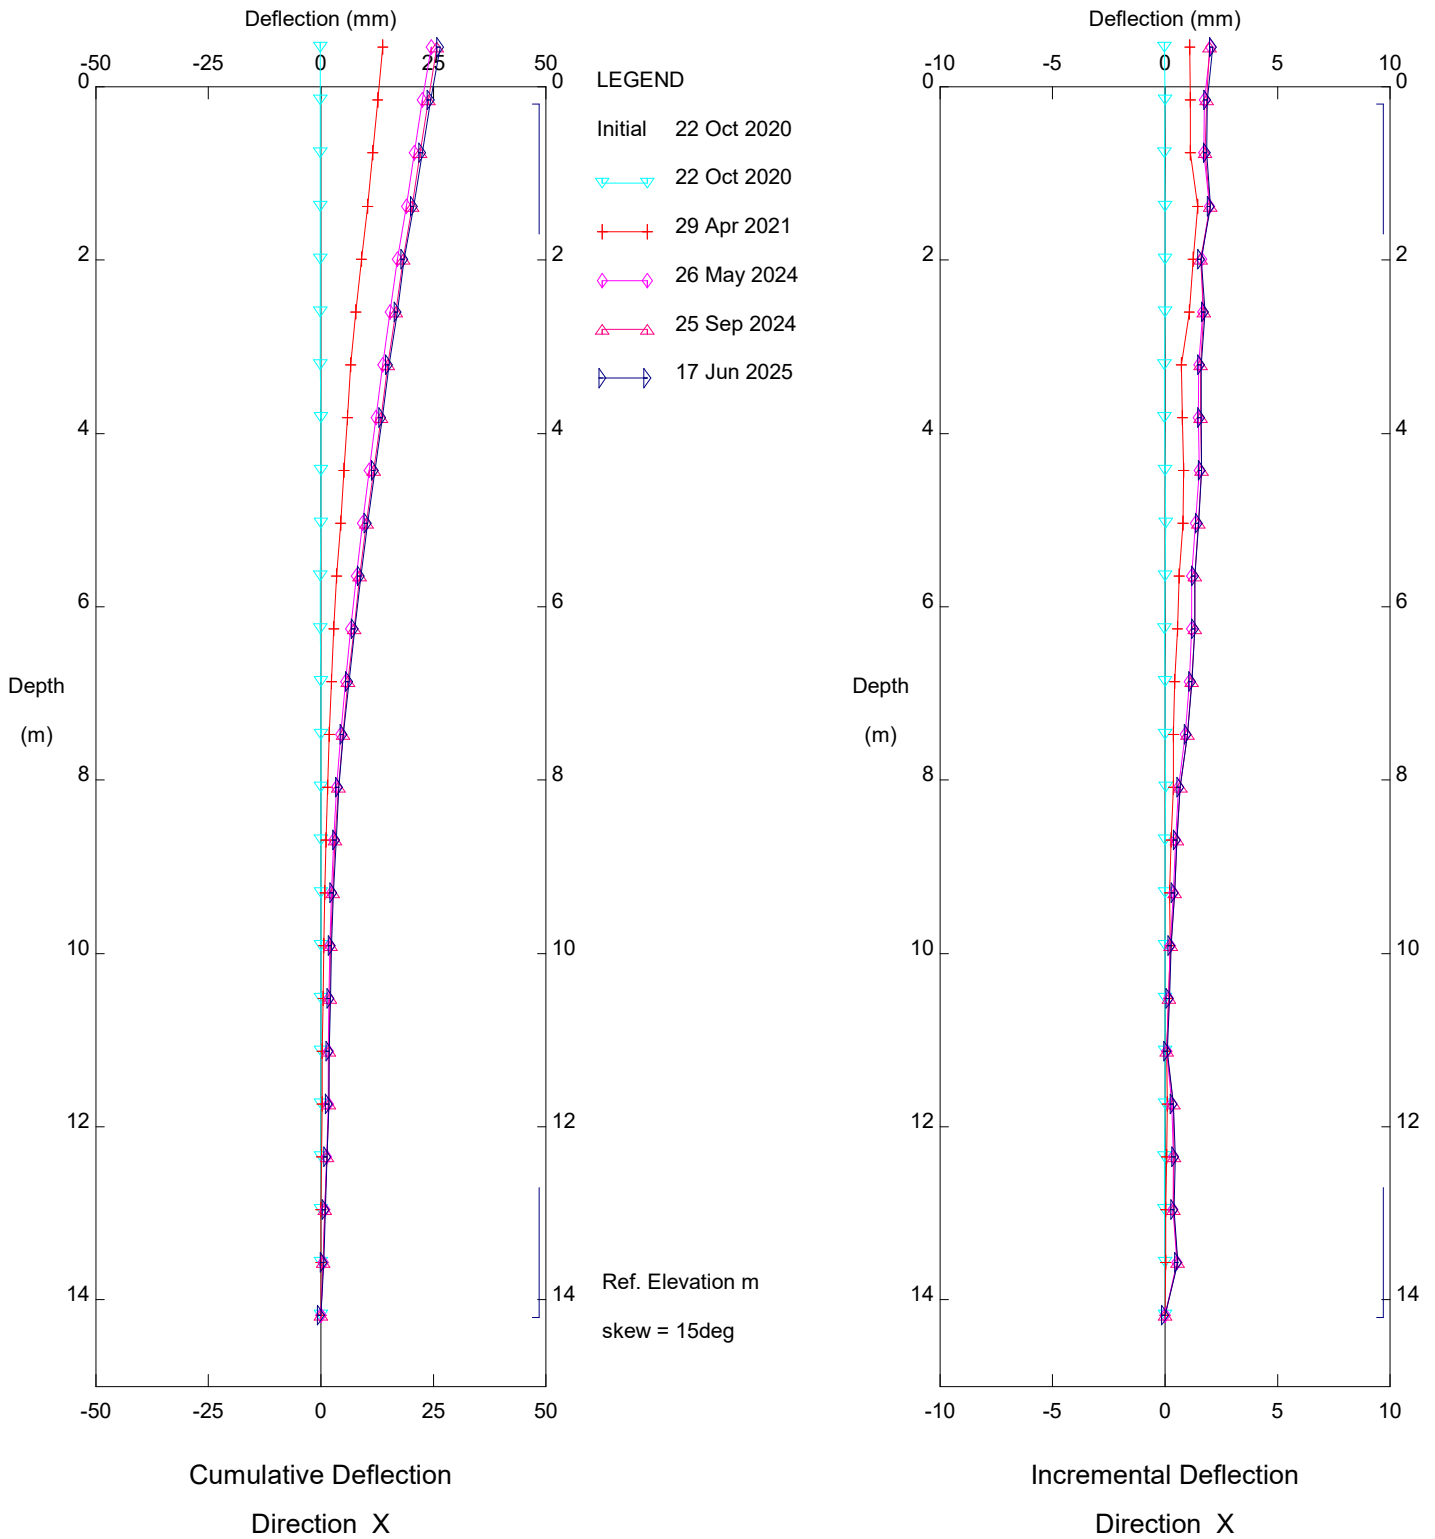 Deflection (mm)
-50 -25 0 25 50
0 0
2 2
4 4
6 6
Depth
(m)
8 8
10 10
12 12
14 14
-50 -25 0 25 50
Cumulative Deflection
Direction X
LEGEND
Initial 22 Oct 2020
22 Oct 2020
29 Apr 2021
26 May 2024
25 Sep 2024
17 Jun 2025
Ref. Elevation m
skew = 15deg
Deflection (mm)
-10 -5 0 5 10
0 0
2 2
4 4
6 6
Depth
(m)
8 8
10 10
12 12
14 14
-10 -5 0 5 10
Incremental Deflection
Direction X